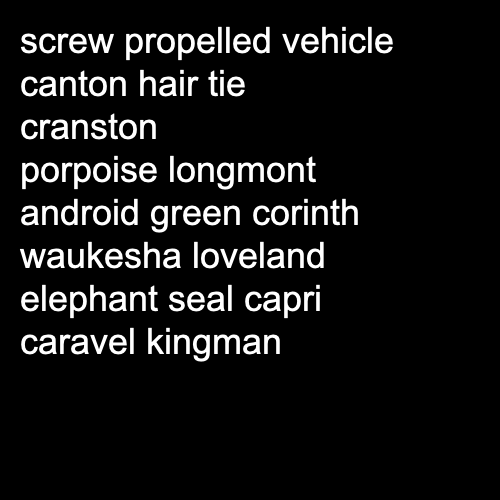 screw propelled vehicle
canton hair tie
cranston
porpoise longmont
android green corinth
waukesha loveland
elephant seal capri
caravel kingman